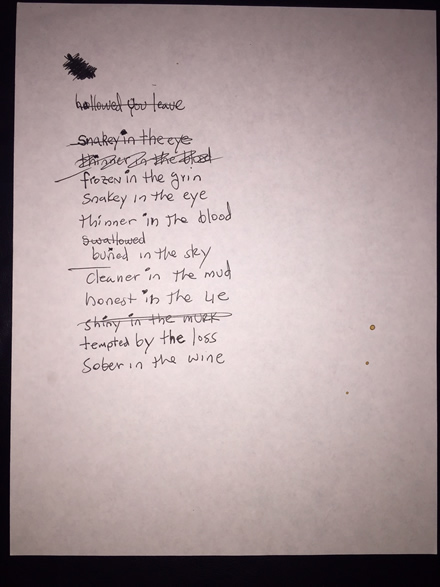 hollowed you leave
Snakey in the eye
thinner in the blood
frozen in the grin
Snakey in the eye
thinner in the blood
swallowed
buried in the sky
Cleaner in the mud
honest in the lie
shiny in the murk
tempted by the loss
Sober in the wine